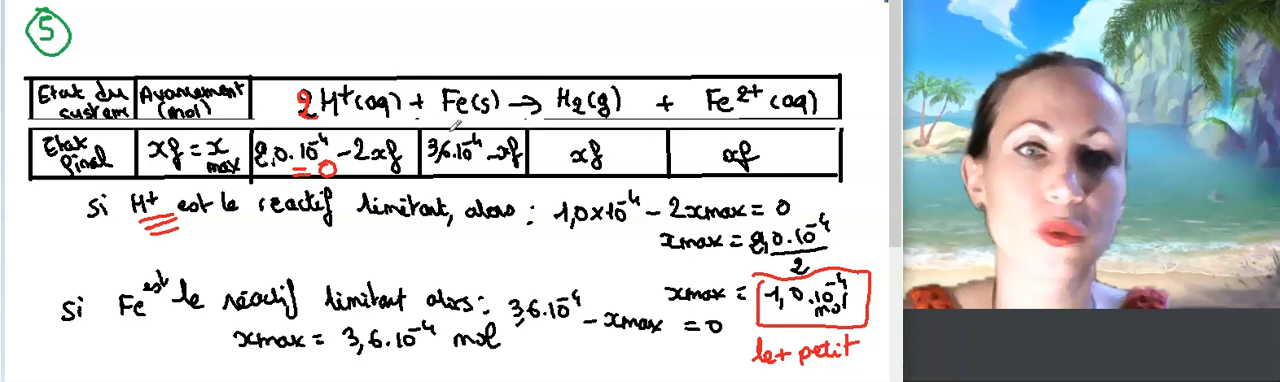 5
Etat du système Avancement (mol) 2H⁺(aq) + Fe(s) → H₂(g) + Fe²⁺(aq)
Etat final xf = xmax 2,0.10⁻⁴ - 2xf = 0 3,6.10⁻⁴ - xf xf xf
Si H⁺ est le réactif limitant, alors : 1,0×10⁻⁴ - 2xmax = 0
xmax = 2,0.10⁻⁴/2
xmax = 1,0.10⁻⁴ mol
Si Fe est le réactif limitant alors : 3,6.10⁻⁴ - xmax = 0
xmax = 3,6.10⁻⁴ mol
le + petit